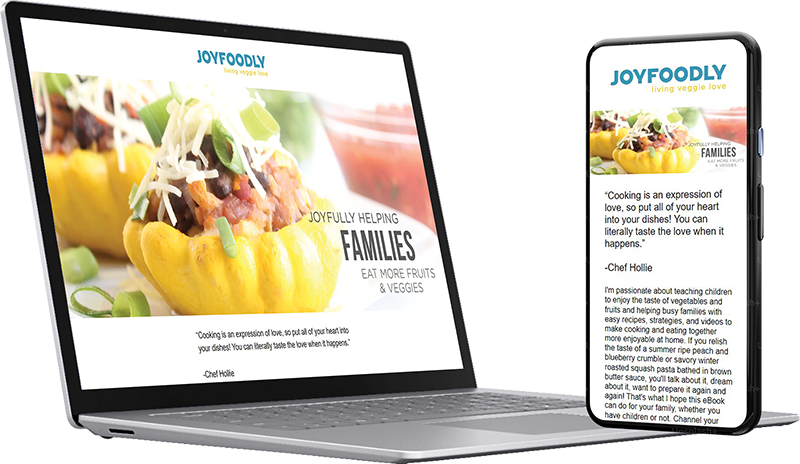 JOYFOODLY
living veggie love
JOYFULLY HELPING
FAMILIES
EAT MORE FRUITS
& VEGGIES
“Cooking is an expression of love, so put all of your heart into
your dishes! You can literally taste the love when it happens.”
-Chef Hollie
JOYFOODLY
living veggie love
JOYFULLY HELPING
FAMILIES
EAT MORE FRUITS
& VEGGIES
“Cooking is an expression of
love, so put all of your heart
into your dishes! You can
literally taste the love when it
happens.”
-Chef Hollie
I'm passionate about teaching children
to enjoy the taste of vegetables and
fruits and helping busy families with
easy recipes, strategies, and videos to
make cooking and eating together
more enjoyable at home. If you relish
the taste of a summer ripe peach and
blueberry crumble or savory winter
roasted squash pasta bathed in brown
butter sauce, you'll talk about it, dream
about it, want to prepare it again and
again! That's what I hope this eBook
can do for your family, whether you
have children or not. Channel your